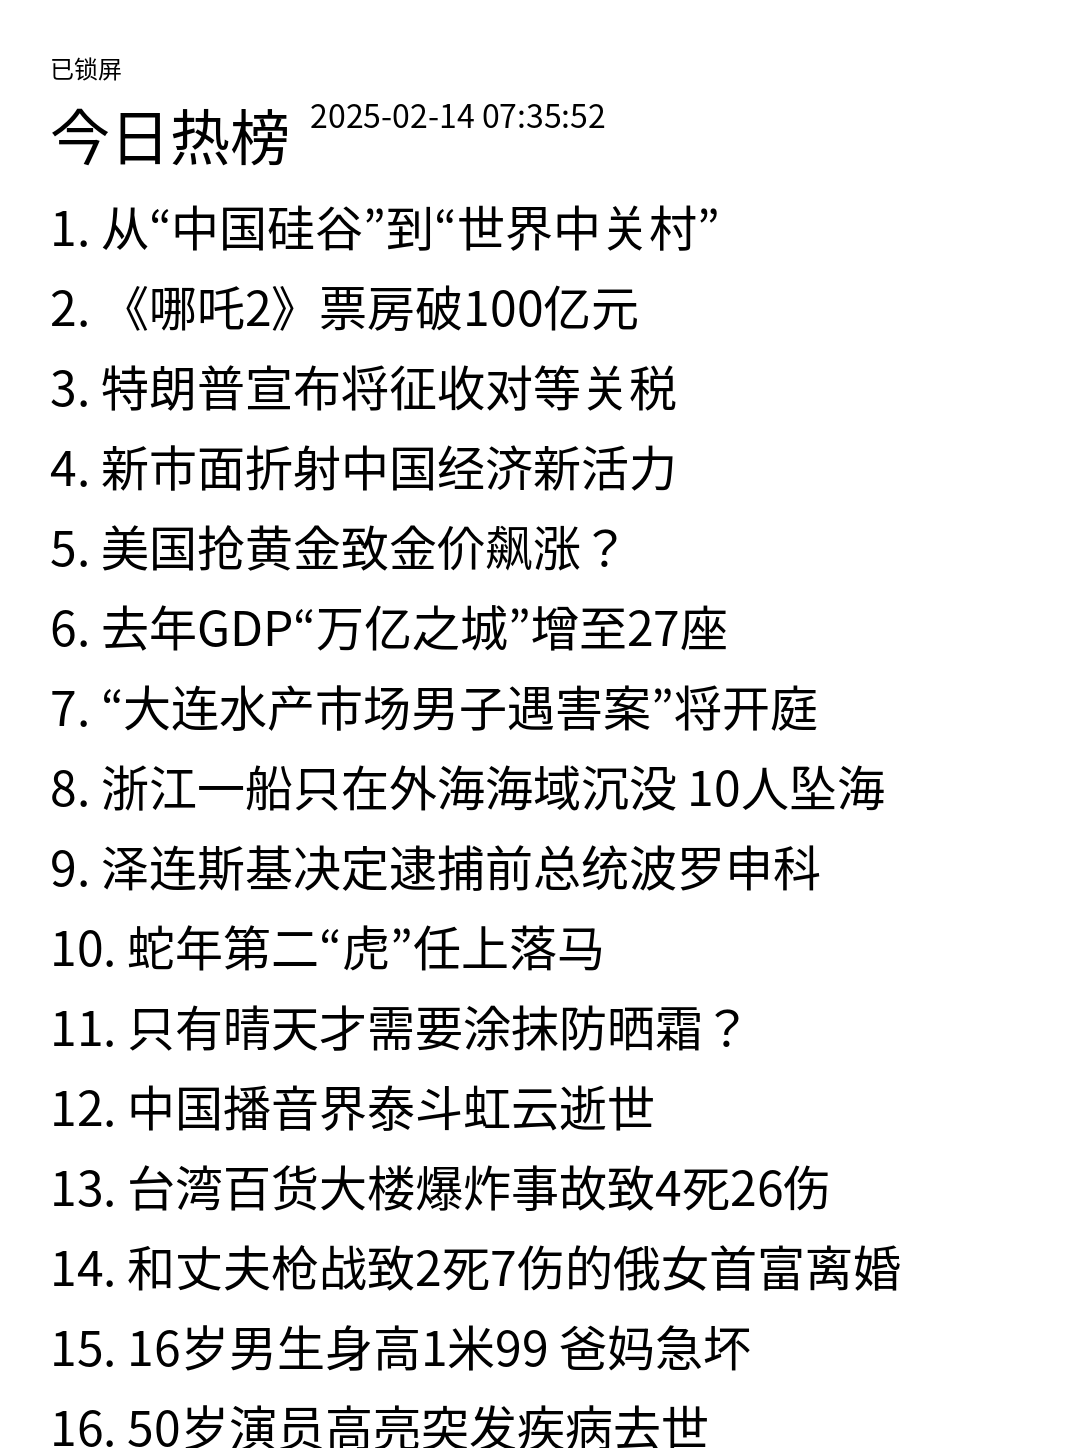 已锁屏
今日热榜 2025-02-14 07:35:52
1. 从“中国硅谷”到“世界中关村”
2. 《哪吒2》票房破100亿元
3. 特朗普宣布将征收对等关税
4. 新市面折射中国经济新活力
5. 美国抢黄金致金价飙涨？
6. 去年GDP“万亿之城”增至27座
7. “大连水产市场男子遇害案”将开庭
8. 浙江一船只在外海海域沉没 10人坠海
9. 泽连斯基决定逮捕前总统波罗申科
10. 蛇年第二“虎”任上落马
11. 只有晴天才需要涂抹防晒霜？
12. 中国播音界泰斗虹云逝世
13. 台湾百货大楼爆炸事故致4死26伤
14. 和丈夫枪战致2死7伤的俄女首富离婚
15. 16岁男生身高1米99 爸妈急坏
16. 50岁演员高亮突发疾病去世